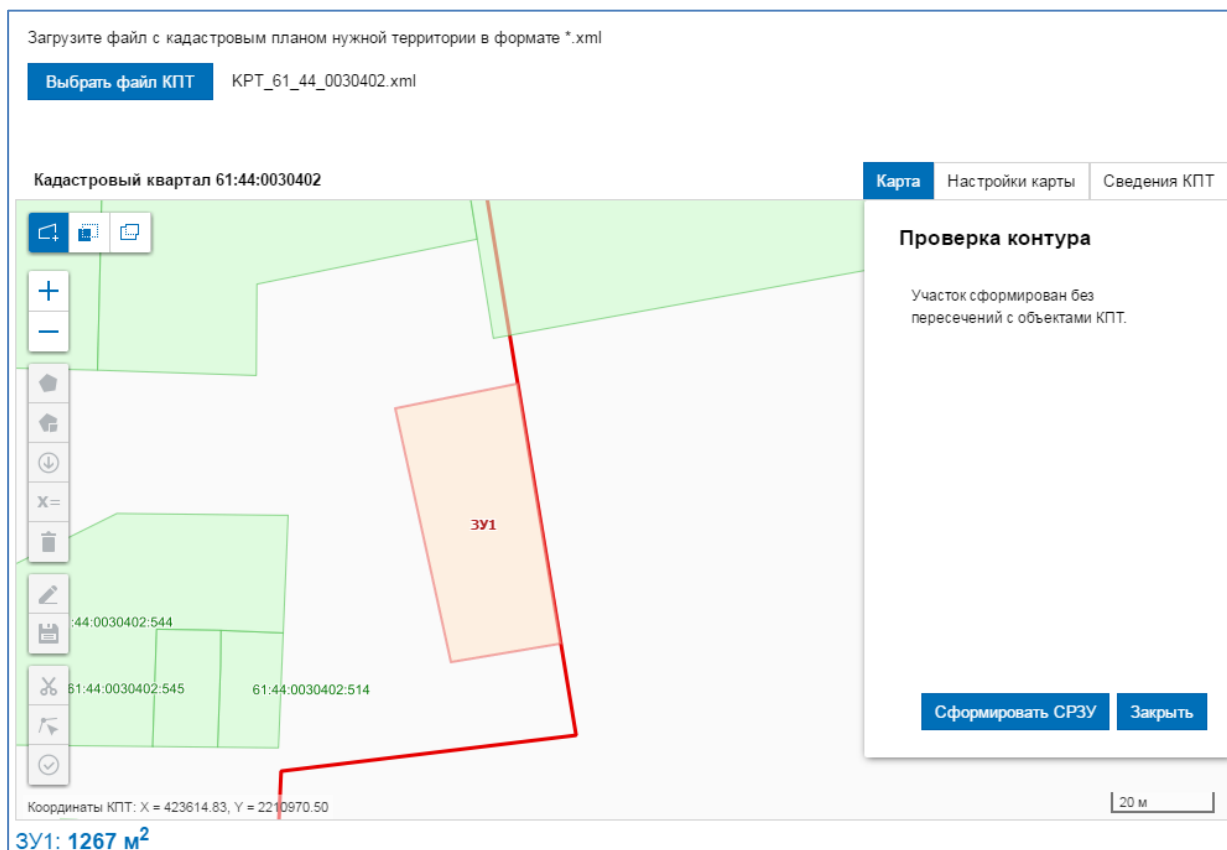 Загрузите файл с кадастровым планом нужной территории в формате *.xml
Выбрать файл КПТ KPT_61_44_0030402.xml
Кадастровый квартал 61:44:0030402
Карта Настройки карты Сведения КПТ
Проверка контура
Участок сформирован без
пересечений с объектами КПТ.
X=
ЗУ1
:44:0030402:544
61:44:0030402:545
61:44:0030402:514
Сформировать СРЗУ Закрыть
Координаты КПТ: X = 423614.83, Y = 2210970.50
20 м
ЗУ1: 1267 м²